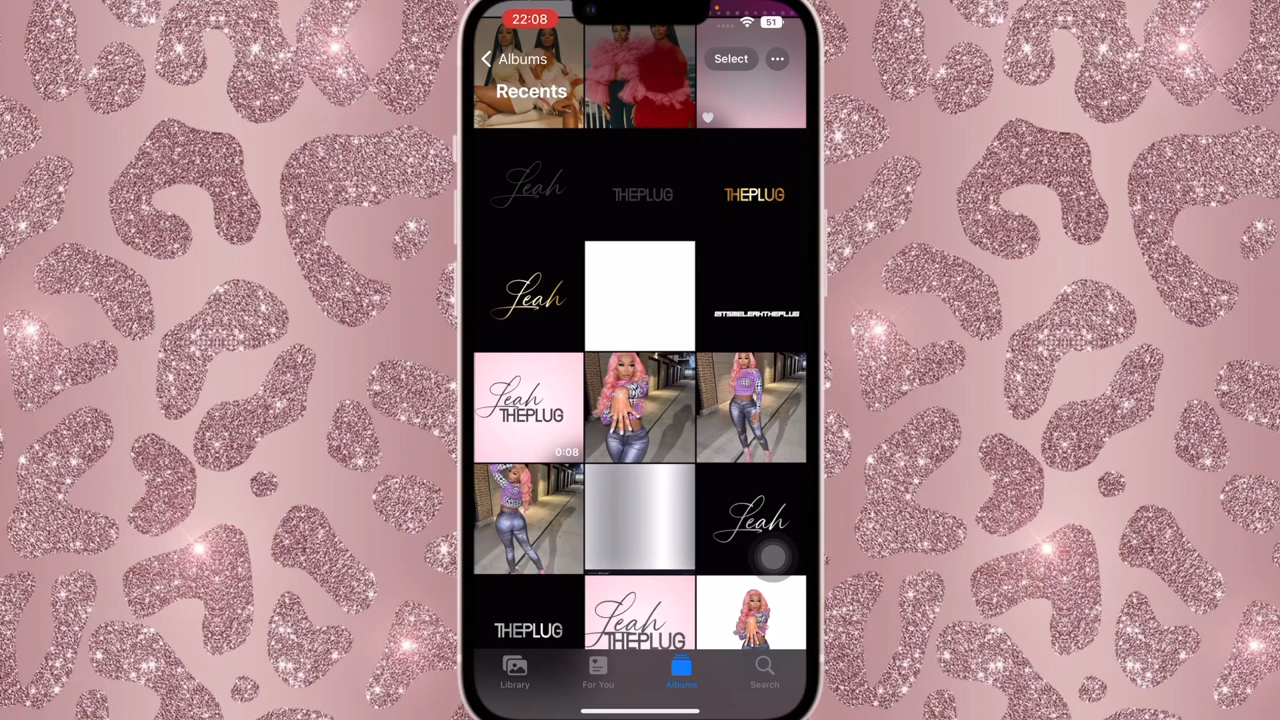 22:08
51
Albums
Select
Recents
Leah
THEPLUG
THEPLUG
Leah
@ITSMELEAHTHEPLUG
Leah
THEPLUG
0:08
Leah
THEPLUG
Leah
THEPLUG
Library
For You
Albums
Search